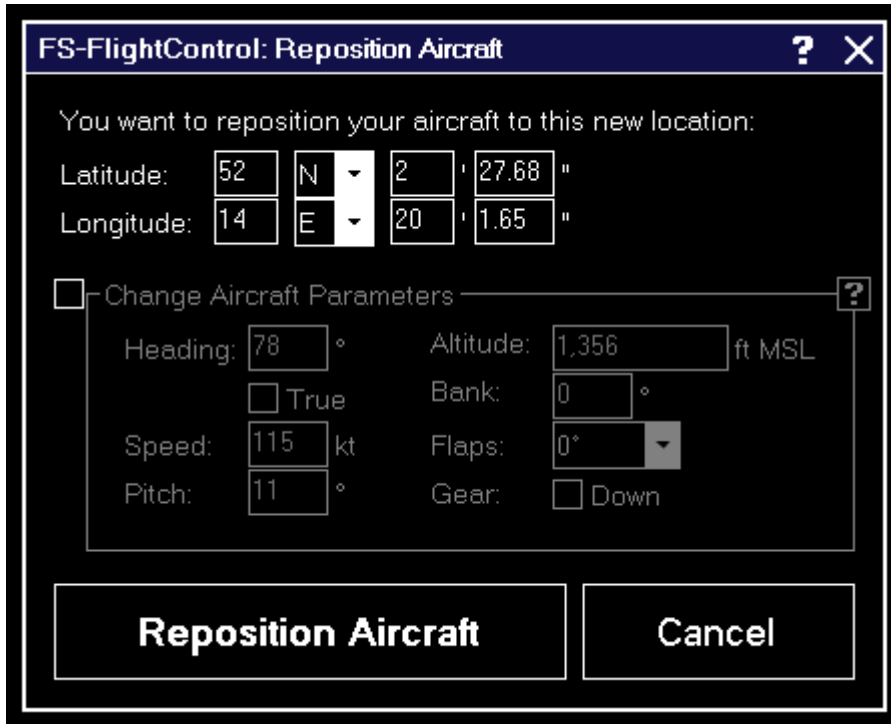 FS-FlightControl: Reposition Aircraft ? X
You want to reposition your aircraft to this new location:
Latitude: 52 N 2 ' 27.68 "
Longitude: 14 E 20 ' 1.65 "
Change Aircraft Parameters ?
Heading: 78 ° Altitude: 1,356 ft MSL
True Bank: 0 °
Speed: 115 kt Flaps: 0°
Pitch: 11 ° Gear: Down
Reposition Aircraft Cancel